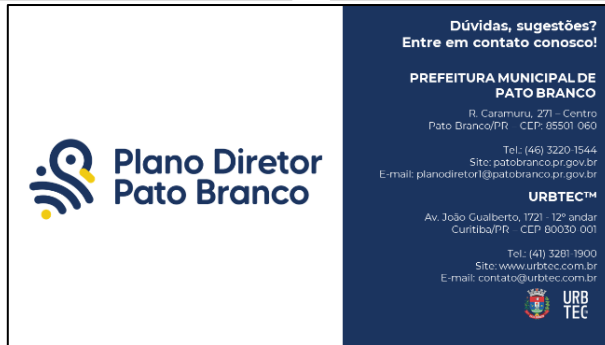 Plano Diretor
Pato Branco
Dúvidas, sugestões?
Entre em contato conosco!
PREFEITURA MUNICIPAL DE
PATO BRANCO
R. Caramuru, 271 – Centro
Pato Branco/PR – CEP: 85501 060
Tel.: (46) 3220-1544
Site: patobranco.pr.gov.br
E-mail: planodiretor1@patobranco.pr.gov.br
URBTEC™
Av. João Gualberto, 1721 - 12º andar
Curitiba/PR – CEP 80030 001
Tel.: (41) 3281-1900
Site: www.urbtec.com.br
E-mail: contato@urbtec.com.br
URB
TEC